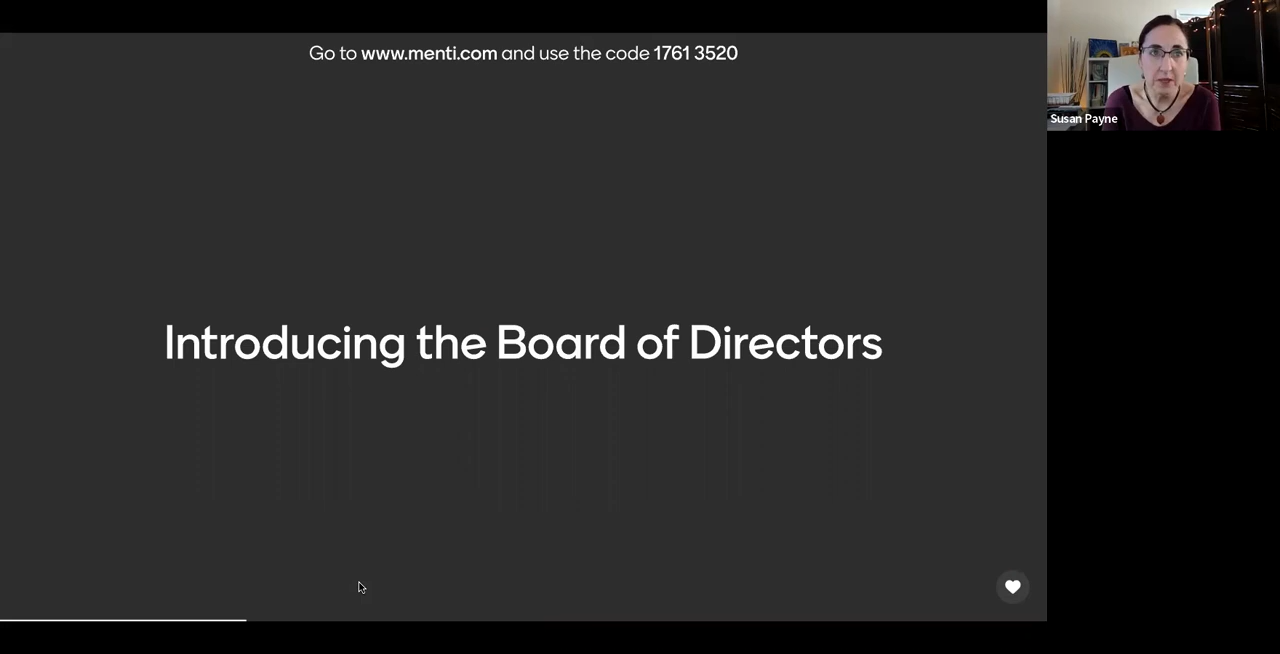 Go to www.menti.com and use the code 1761 3520
Susan Payne
Introducing the Board of Directors